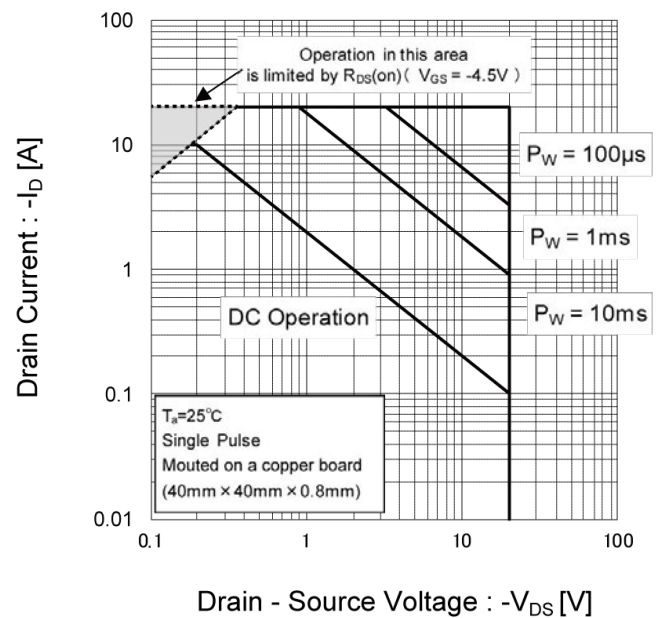 100
10
1
0.1
0.01
Drain Current : -ID [A]
Operation in this area
is limited by RDS(on) ( VGS = -4.5V )
PW = 100μs
PW = 1ms
PW = 10ms
DC Operation
Ta=25℃
Single Pulse
Mouted on a copper board
(40mm × 40mm × 0.8mm)
0.1 1 10 100
Drain - Source Voltage : -VDS [V]